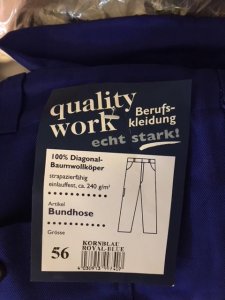 quality
work
Berufs-
kleidung
echt stark!
100% Diagonal-
Baumwollköper
strapazierfähig
einlauffest, ca. 240 g/m²
Artikel
Bundhose
Grösse
56
KORNBLAU
ROYAL-BLUE